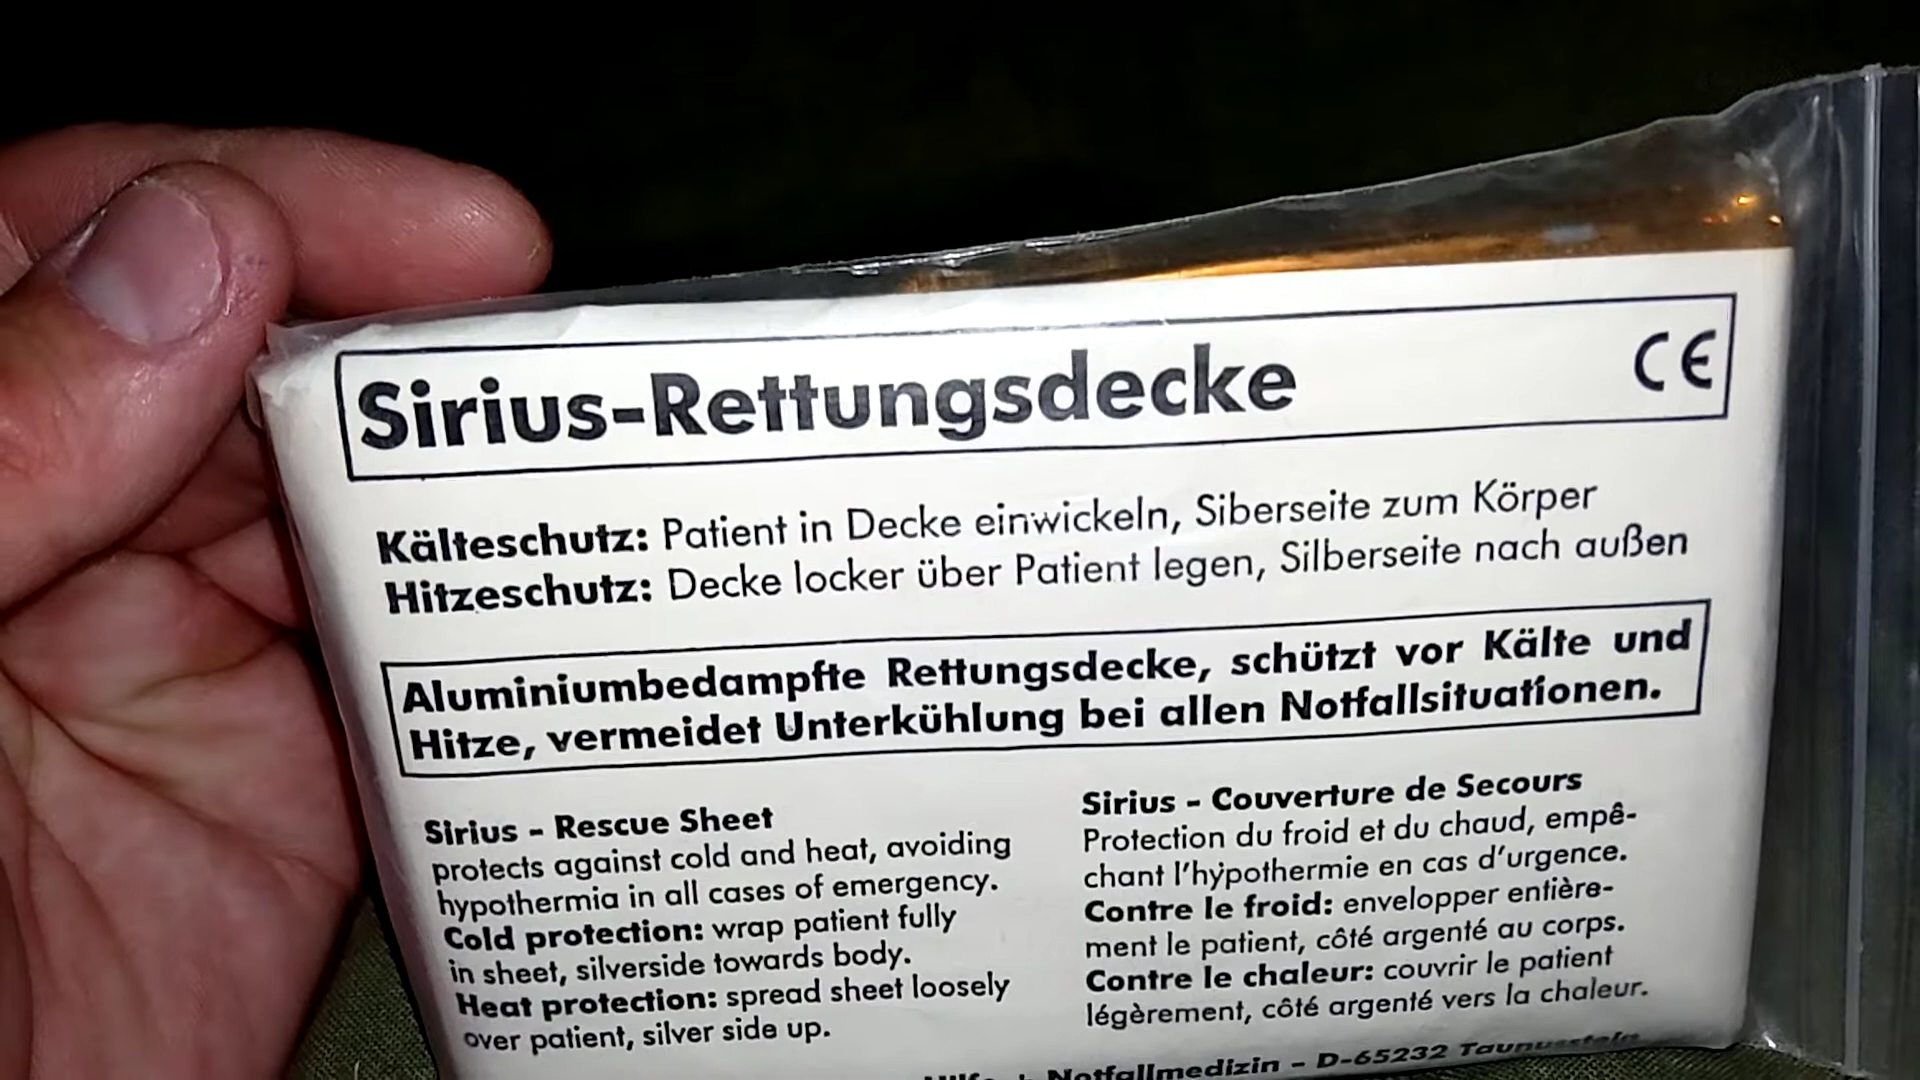 Sirius-Rettungsdecke CE
Kälteschutz: Patient in Decke einwickeln, Siberseite zum Körper
Hitzeschutz: Decke locker über Patient legen, Silberseite nach außen
Aluminiumbedampfte Rettungsdecke, schützt vor Kälte und
Hitze, vermeidet Unterkühlung bei allen Notfallsituationen.
Sirius - Rescue Sheet
protects against cold and heat, avoiding
hypothermia in all cases of emergency.
Cold protection: wrap patient fully
in sheet, silverside towards body.
Heat protection: spread sheet loosely
over patient, silver side up.
Sirius - Couverture de Secours
Protection du froid et du chaud, empê-
chant l'hypothermie en cas d'urgence.
Contre le froid: envelopper entière-
ment le patient, côté argenté au corps.
Contre le chaleur: couvrir le patient
légèrement, côté argenté vers la chaleur.
Notfallmedizin - D-65232 Taunusstein